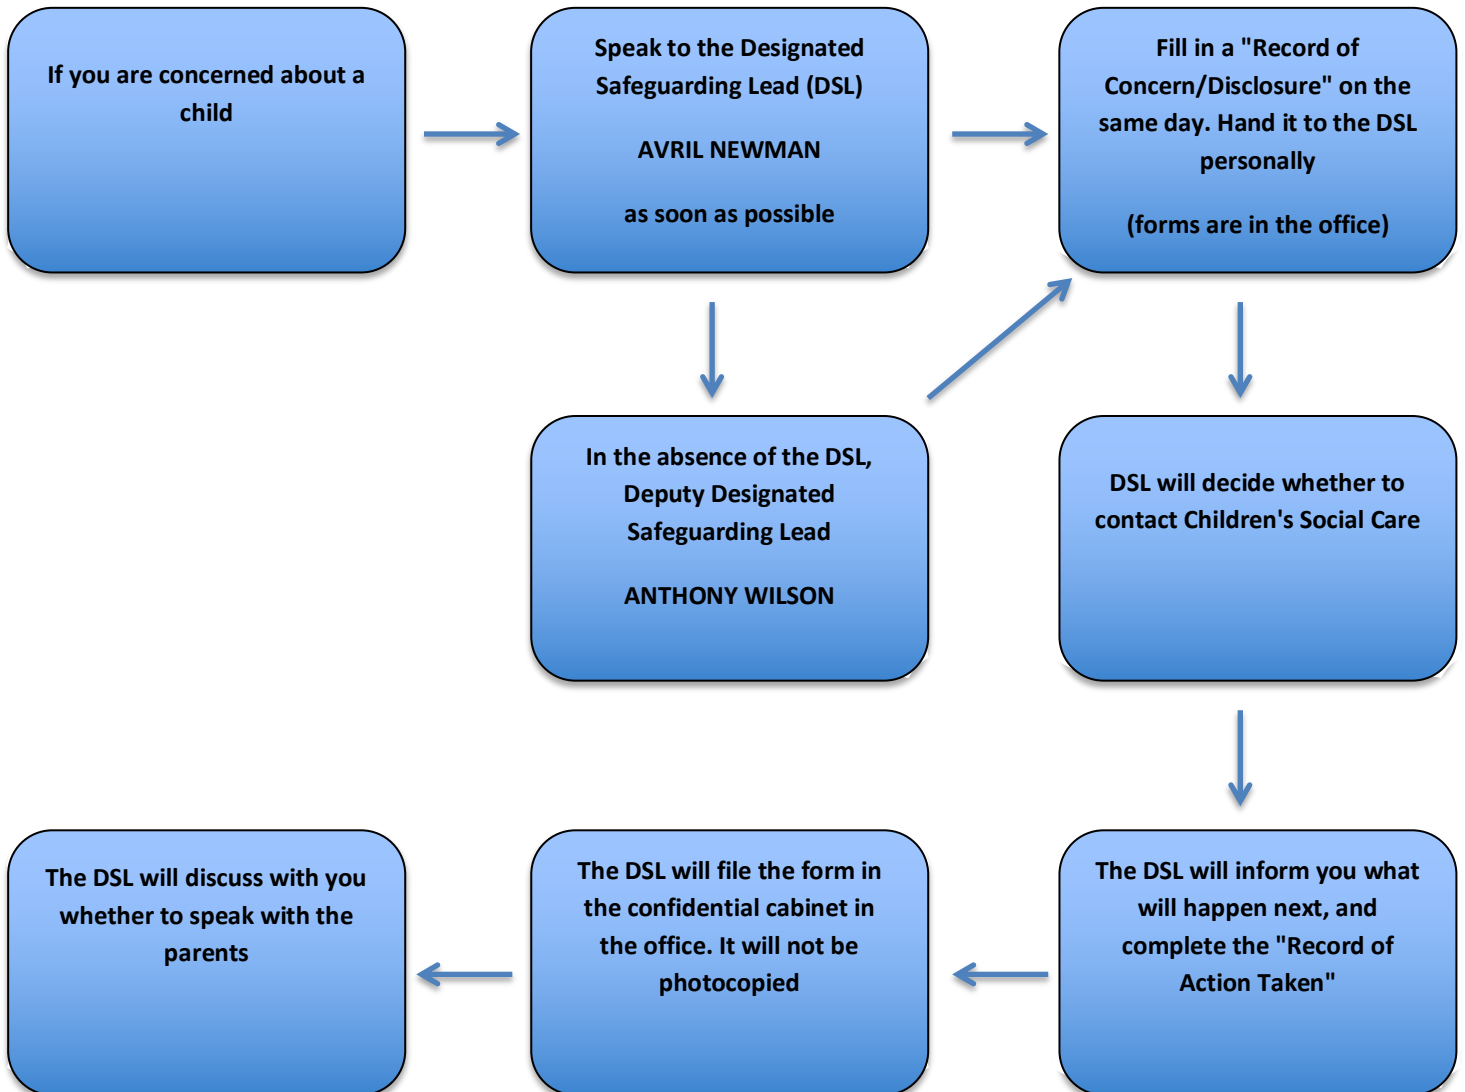 If you are concerned about a
child
Speak to the Designated
Safeguarding Lead (DSL)
AVRIL NEWMAN
as soon as possible
Fill in a "Record of
Concern/Disclosure" on the
same day. Hand it to the DSL
personally
(forms are in the office)
In the absence of the DSL,
Deputy Designated
Safeguarding Lead
ANTHONY WILSON
DSL will decide whether to
contact Children's Social Care
The DSL will inform you what
will happen next, and
complete the "Record of
Action Taken"
The DSL will file the form in
the confidential cabinet in
the office. It will not be
photocopied
The DSL will discuss with you
whether to speak with the
parents